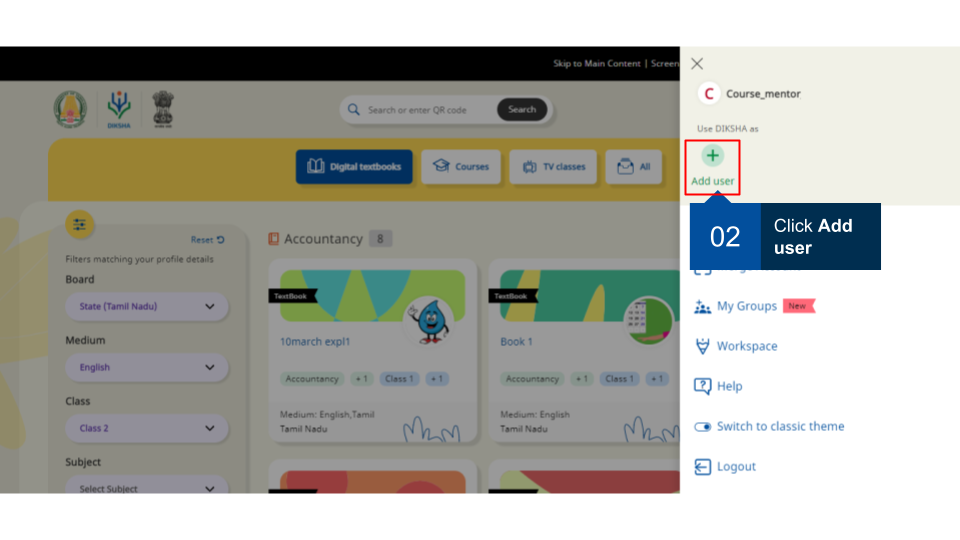 Skip to Main Content | Screen
Course_mentor
Use DIKSHA as
+
Add user
02
Click Add
user
My Groups New
Workspace
Help
Switch to classic theme
Logout
DIKSHA
Search or enter QR code
Search
Digital textbooks
Courses
TV classes
All
Reset
Filters matching your profile details
Board
State (Tamil Nadu)
Medium
English
Class
Class 2
Subject
Select Subject
Accountancy 8
TextBook
10march expl1
Accountancy + 1 Class 1 + 1
Medium: English,Tamil
Tamil Nadu
TextBook
Book 1
Accountancy + 1 Class 1 + 1
Medium: English
Tamil Nadu